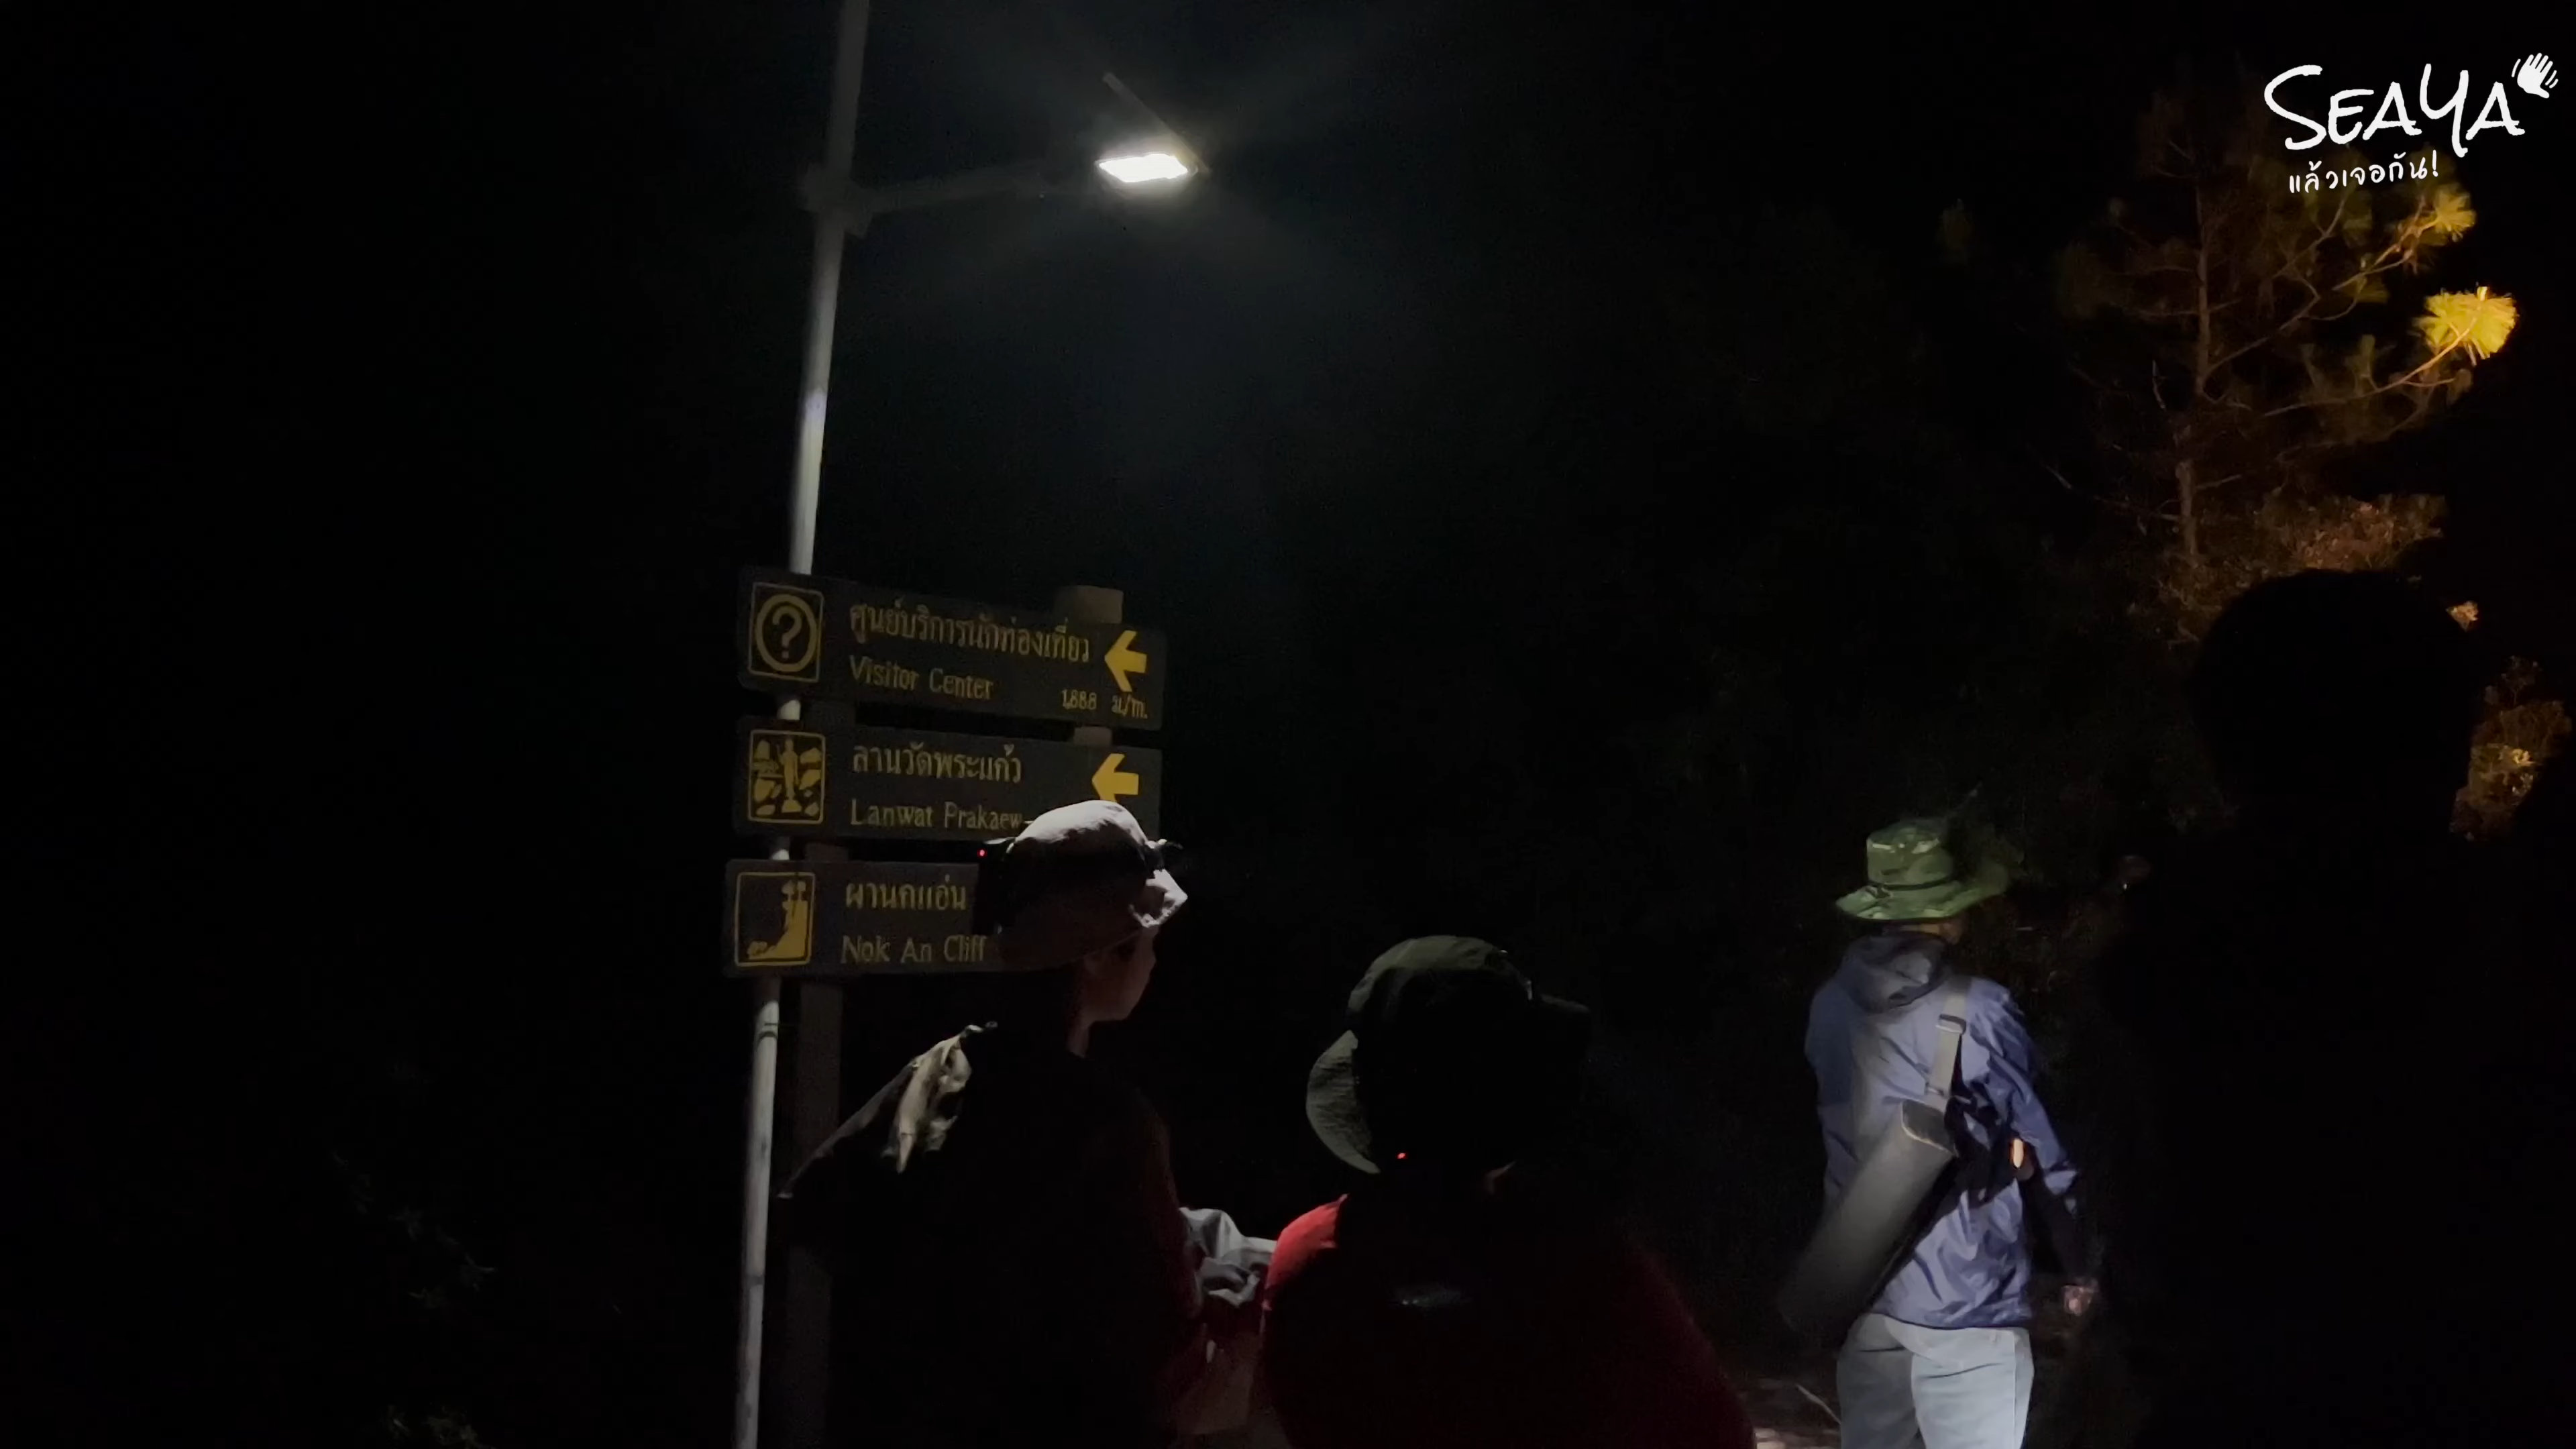 SEAYA
แล้วเจอกัน!
?
ศูนย์บริการนักท่องเที่ยว
Visitor Center 1,888 ม/m.
ลานวัดพระแก้ว
Lanwat Prakaew
ผานกแอ่น
Nok An Cliff